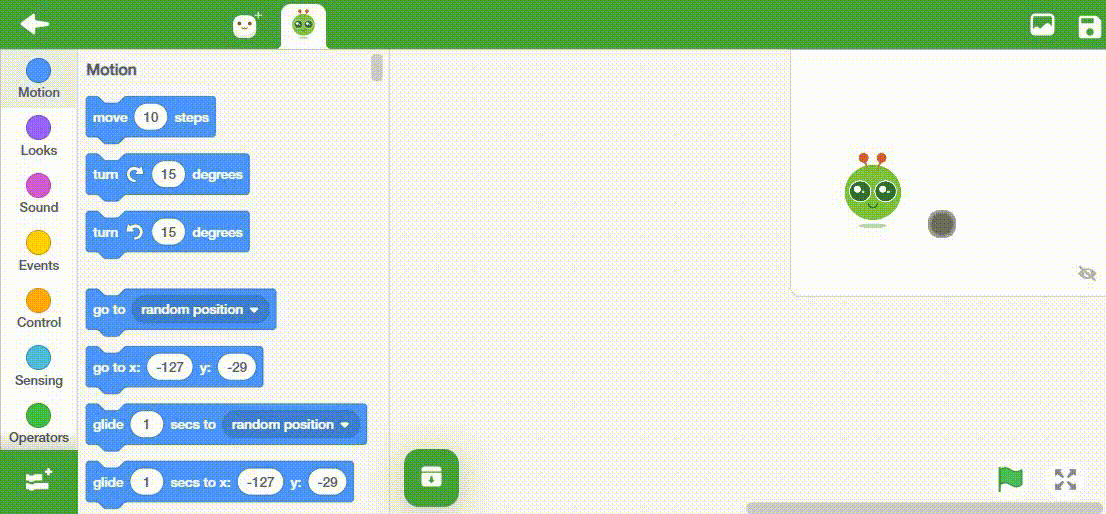 Motion
Motion
Looks
Sound
Events
Control
Sensing
Operators
move 10 steps
turn 15 degrees
turn 15 degrees
go to random position
go to x: -127 y: -29
glide 1 secs to random position
glide 1 secs to x: -127 y: -29